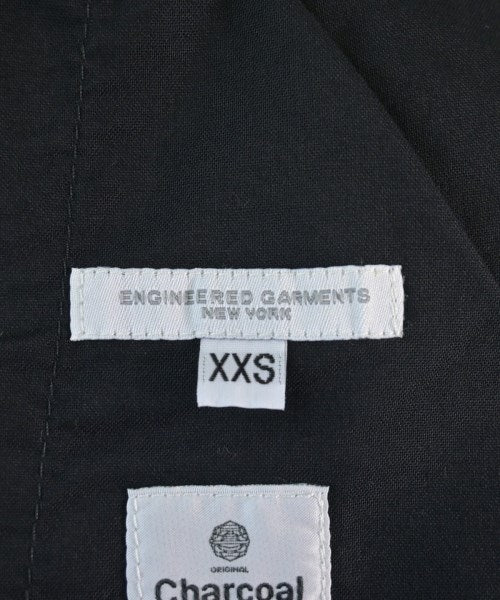 ENGINEERED GARMENTS
NEW YORK
XXS
ORIGINAL
Charcoal